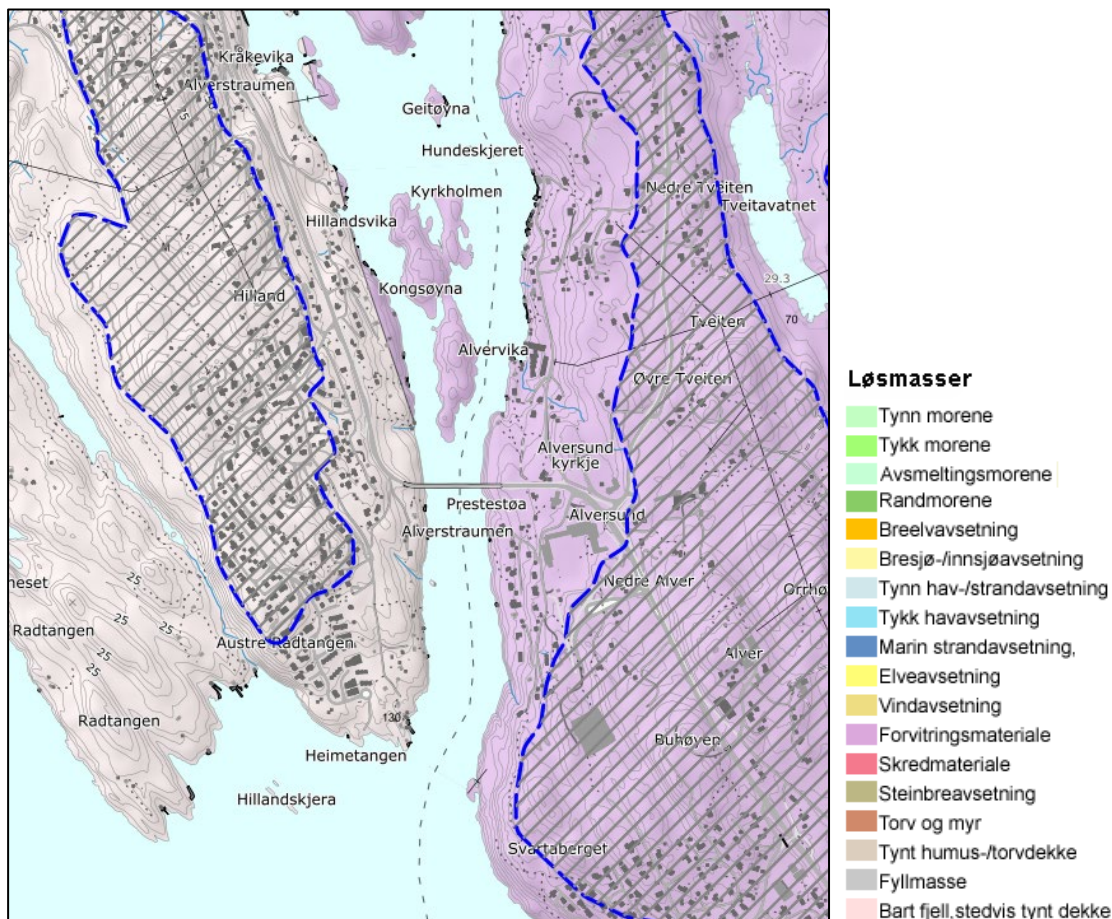 Kråkevika
Alverstraumen
Geitøyna
Hundeskjeret
Kyrkholmen
Nedre Tveiten
Tveitavatnet
Hillandsvika
29.3
Kongsøyna
Hilland
70
Tveiten
Alvervika
Øvre Tveiten
Alversund
kyrkje
Prestestøa
Alversund
Alverstraumen
Nedre Alver
25
neset
Orrhø
25
Radtangen
25
25
Austre Radtangen
Alver
Radtangen
130
Buhøyen
Heimetangen
Hillandskjera
Svartaberget
Løsmasser
Tynn morene
Tykk morene
Avsmeltingsmorene
Randmorene
Breelvavsetning
Bresjø-/innsjøavsetning
Tynn hav-/strandavsetning
Tykk havavsetning
Marin strandavsetning,
Elveavsetning
Vindavsetning
Forvitringsmateriale
Skredmateriale
Steinbreavsetning
Torv og myr
Tynt humus-/torvdekke
Fyllmasse
Bart fjell,stedvis tynt dekke